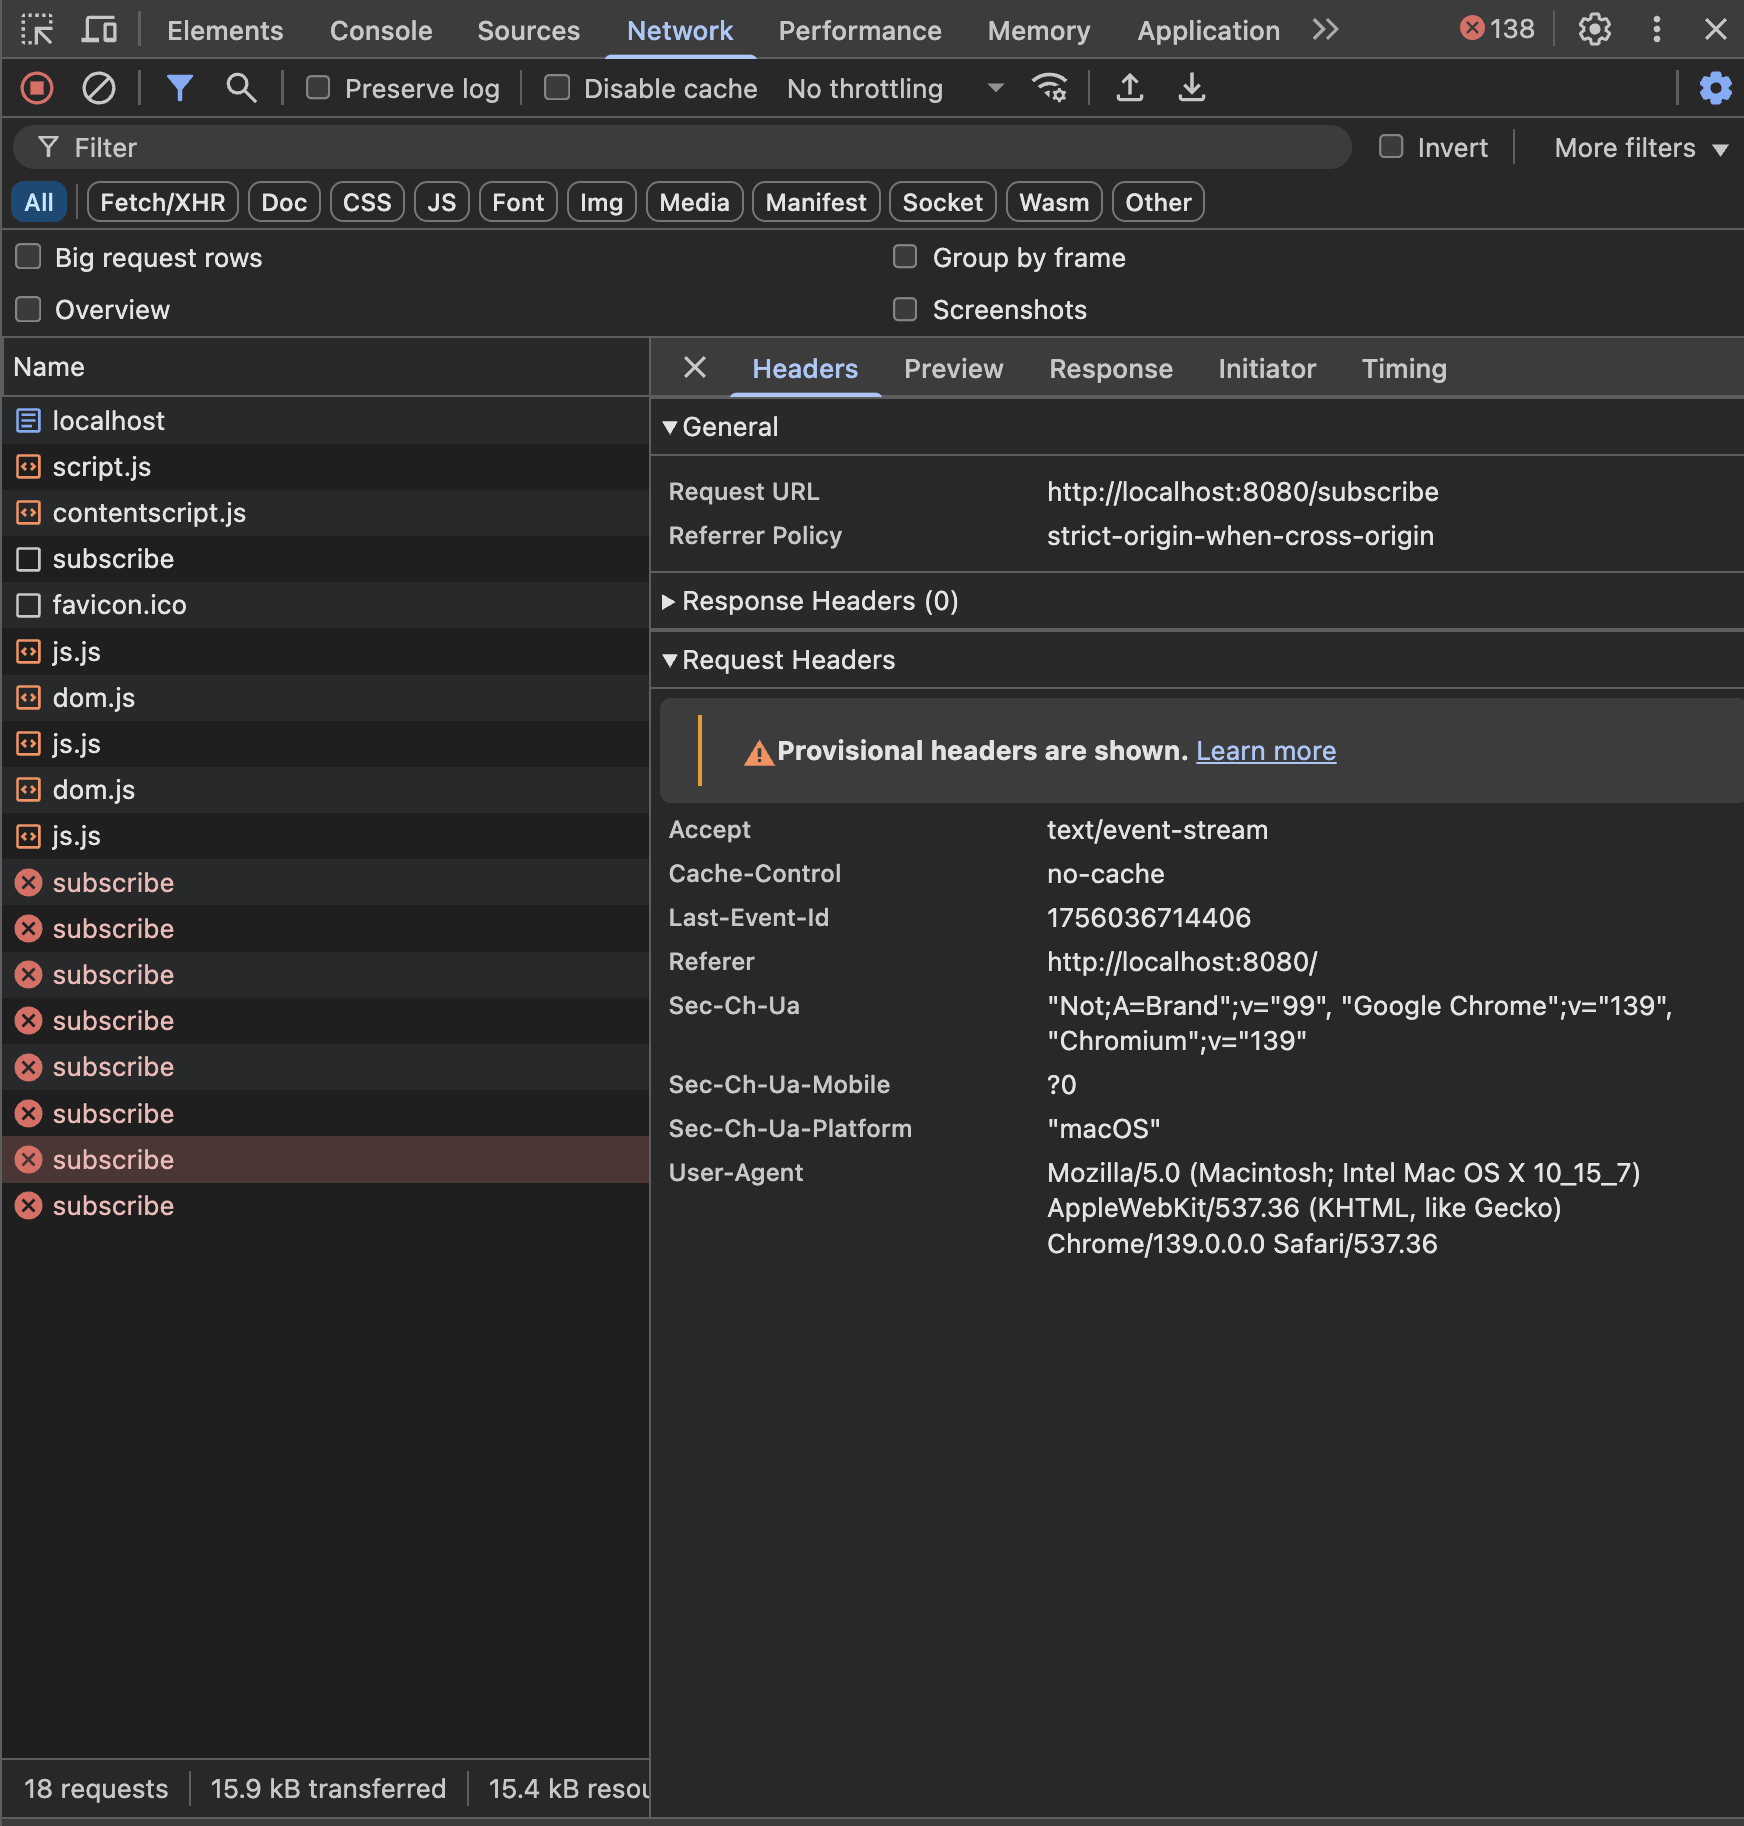 Elements Console Sources Network Performance Memory Application 138
Preserve log Disable cache No throttling
Filter Invert More filters
All Fetch/XHR Doc CSS JS Font Img Media Manifest Socket Wasm Other
Big request rows Group by frame
Overview Screenshots
Name
localhost
script.js
contentscript.js
subscribe
favicon.ico
js.js
dom.js
js.js
dom.js
js.js
subscribe
subscribe
subscribe
subscribe
subscribe
subscribe
subscribe
subscribe
18 requests 15.9 kB transferred 15.4 kB
Headers Preview Response Initiator Timing
General
Request URL http://localhost:8080/subscribe
Referrer Policy strict-origin-when-cross-origin
Response Headers (0)
Request Headers
Provisional headers are shown. Learn more
Accept text/event-stream
Cache-Control no-cache
Last-Event-Id 1756036714406
Referer http://localhost:8080/
Sec-Ch-Ua "Not;A=Brand";v="99", "Google Chrome";v="139",
"Chromium";v="139"
Sec-Ch-Ua-Mobile ?0
Sec-Ch-Ua-Platform "macOS"
User-Agent Mozilla/5.0 (Macintosh; Intel Mac OS X 10_15_7)
AppleWebKit/537.36 (KHTML, like Gecko)
Chrome/139.0.0.0 Safari/537.36